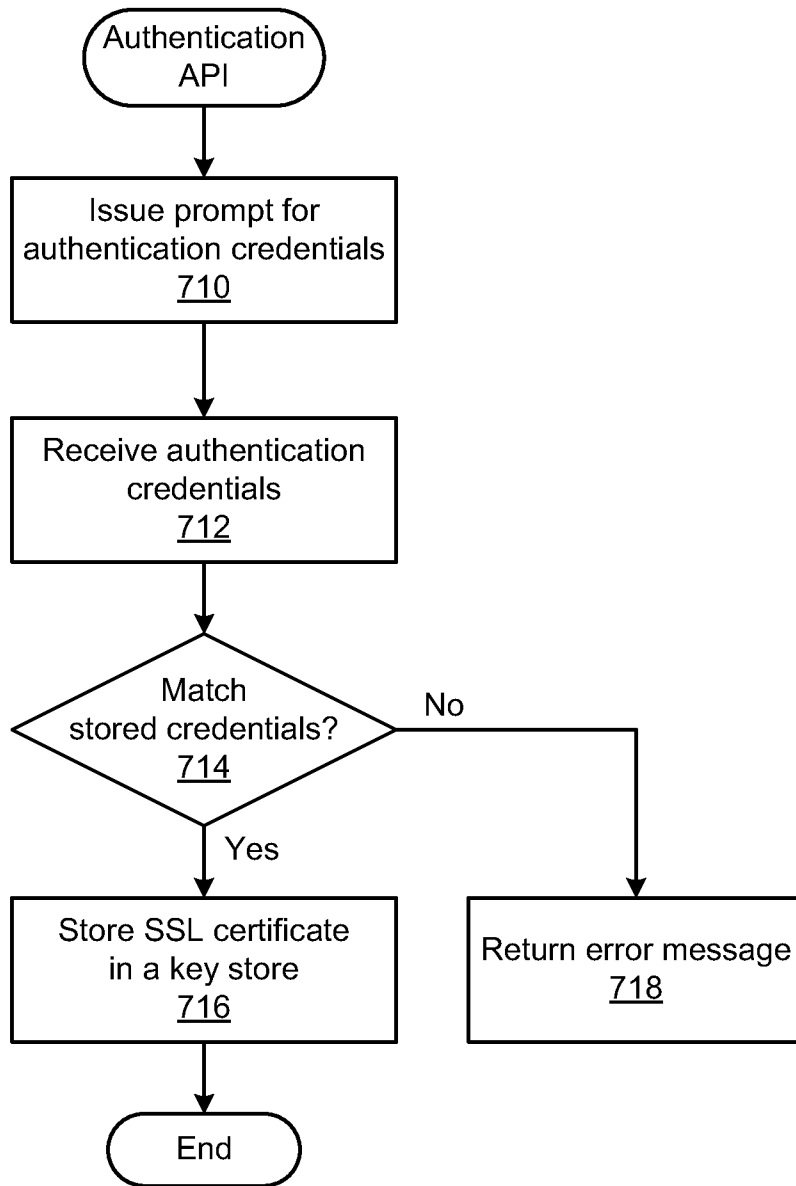 Authentication
API
Issue prompt for
authentication credentials
710
Receive authentication
credentials
712
Match
stored credentials?
714
No
Yes
Store SSL certificate
in a key store
716
Return error message
718
End